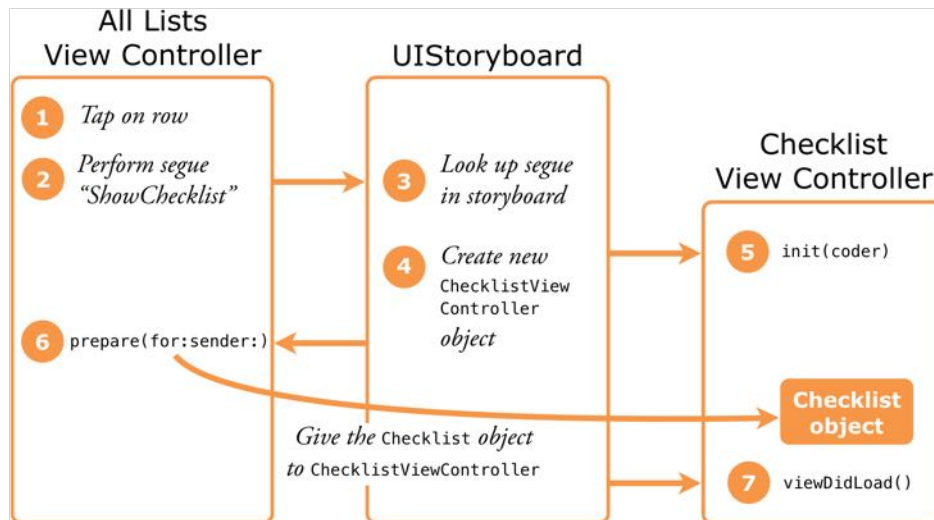 All Lists
View Controller
1 Tap on row
2 Perform segue
“ShowChecklist”
6 prepare(for:sender:)
UIStoryboard
3 Look up segue
in storyboard
4 Create new
ChecklistView
Controller
object
Give the Checklist object
to ChecklistViewController
Checklist
View Controller
5 init(coder)
Checklist
object
7 viewDidLoad()